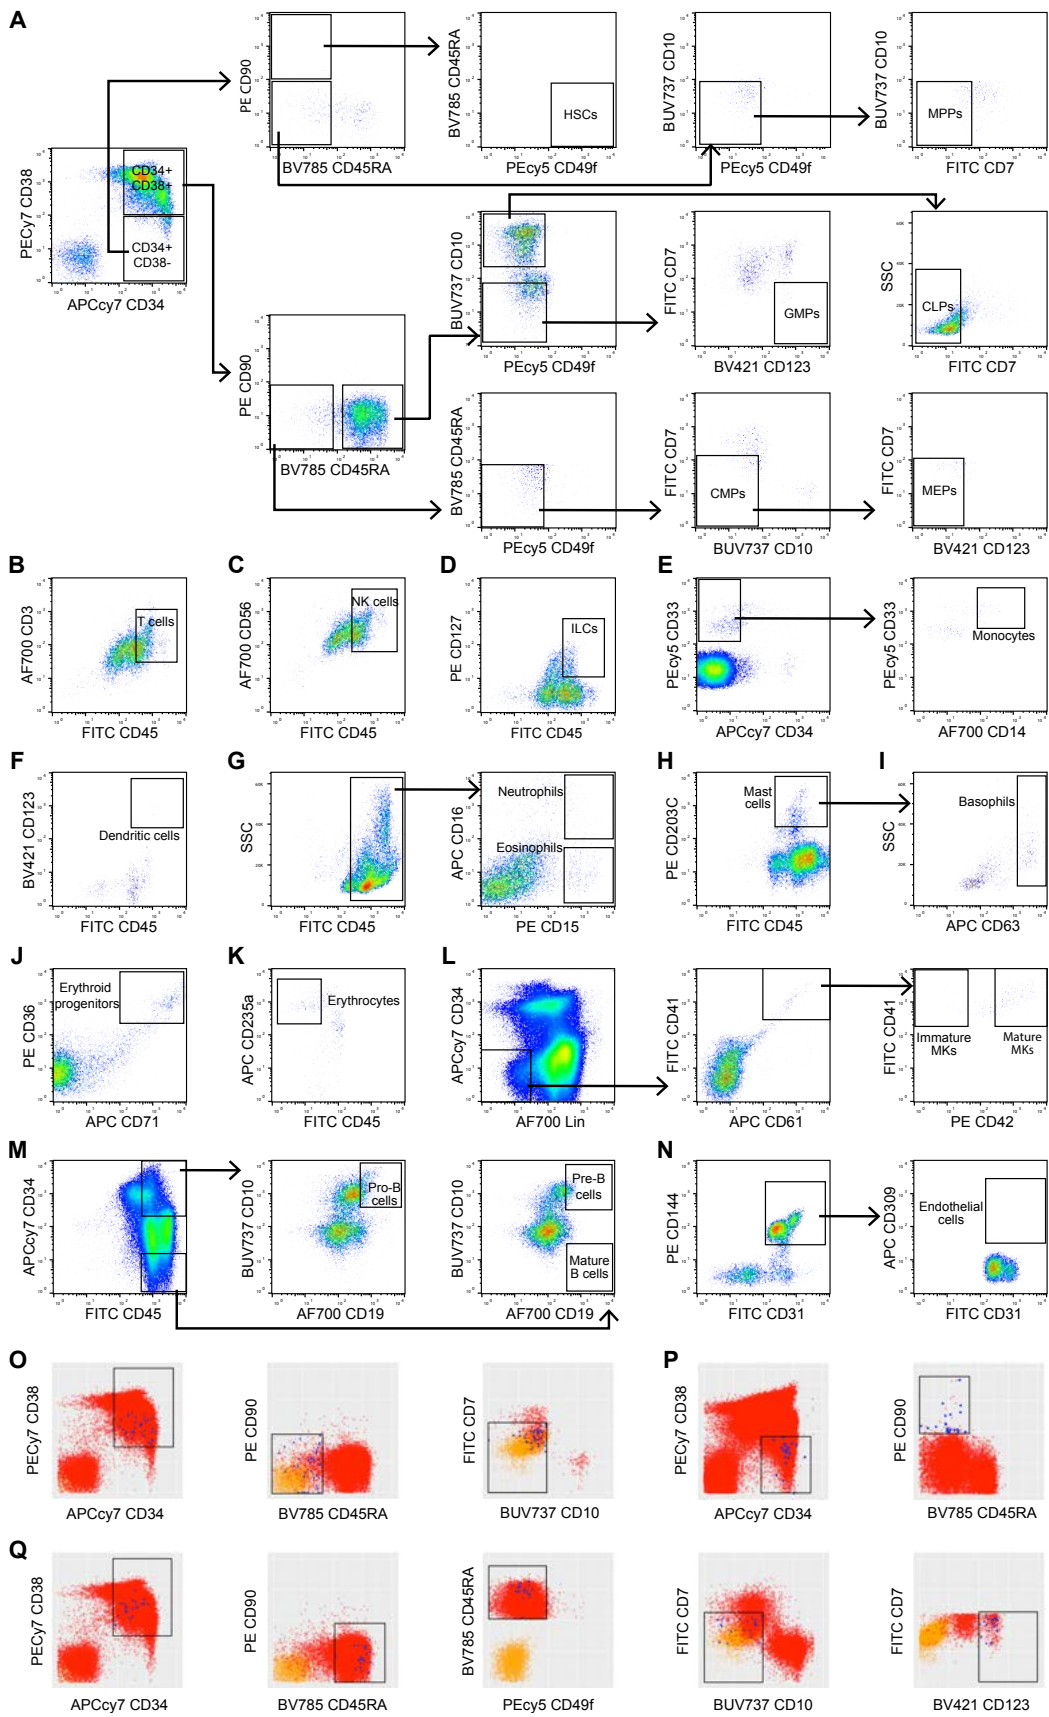 A
PE CD90
BV785 CD45RA
BV785 CD45RA
HSCs
PEcy5 CD49f
BUV737 CD10
PEcy5 CD49f
BUV737 CD10
MPPs
FITC CD7
PECy7 CD38
CD34+
CD38+
CD34+
CD38-
APCcy7 CD34
BUV737 CD10
PEcy5 CD49f
FITC CD7
GMPs
BV421 CD123
SSC
CLPs
FITC CD7
PE CD90
BV785 CD45RA
BV785 CD45RA
PEcy5 CD49f
FITC CD7
CMPs
BUV737 CD10
FITC CD7
MEPs
BV421 CD123
B
AF700 CD3
T cells
FITC CD45
C
AF700 CD56
NK cells
FITC CD45
D
PE CD127
ILCs
FITC CD45
E
PEcy5 CD33
APCcy7 CD34
PEcy5 CD33
Monocytes
AF700 CD14
F
BV421 CD123
Dendritic cells
FITC CD45
G
SSC
FITC CD45
APC CD16
Neutrophils
Eosinophils
PE CD15
H
PE CD203C
Mast
cells
FITC CD45
I
SSC
Basophils
APC CD63
J
PE CD36
Erythroid
progenitors
APC CD71
K
APC CD235a
Erythrocytes
FITC CD45
L
APCcy7 CD34
AF700 Lin
FITC CD41
APC CD61
FITC CD41
Immature
MKs
Mature
MKs
PE CD42
M
APCcy7 CD34
FITC CD45
BUV737 CD10
Pro-B
cells
AF700 CD19
BUV737 CD10
Pre-B
cells
Mature
B cells
AF700 CD19
N
PE CD144
FITC CD31
APC CD309
Endothelial
cells
FITC CD31
O
PECy7 CD38
APCcy7 CD34
PE CD90
BV785 CD45RA
FITC CD7
BUV737 CD10
P
PECy7 CD38
APCcy7 CD34
PE CD90
BV785 CD45RA
Q
PECy7 CD38
APCcy7 CD34
PE CD90
BV785 CD45RA
BV785 CD45RA
PEcy5 CD49f
FITC CD7
BUV737 CD10
FITC CD7
BV421 CD123